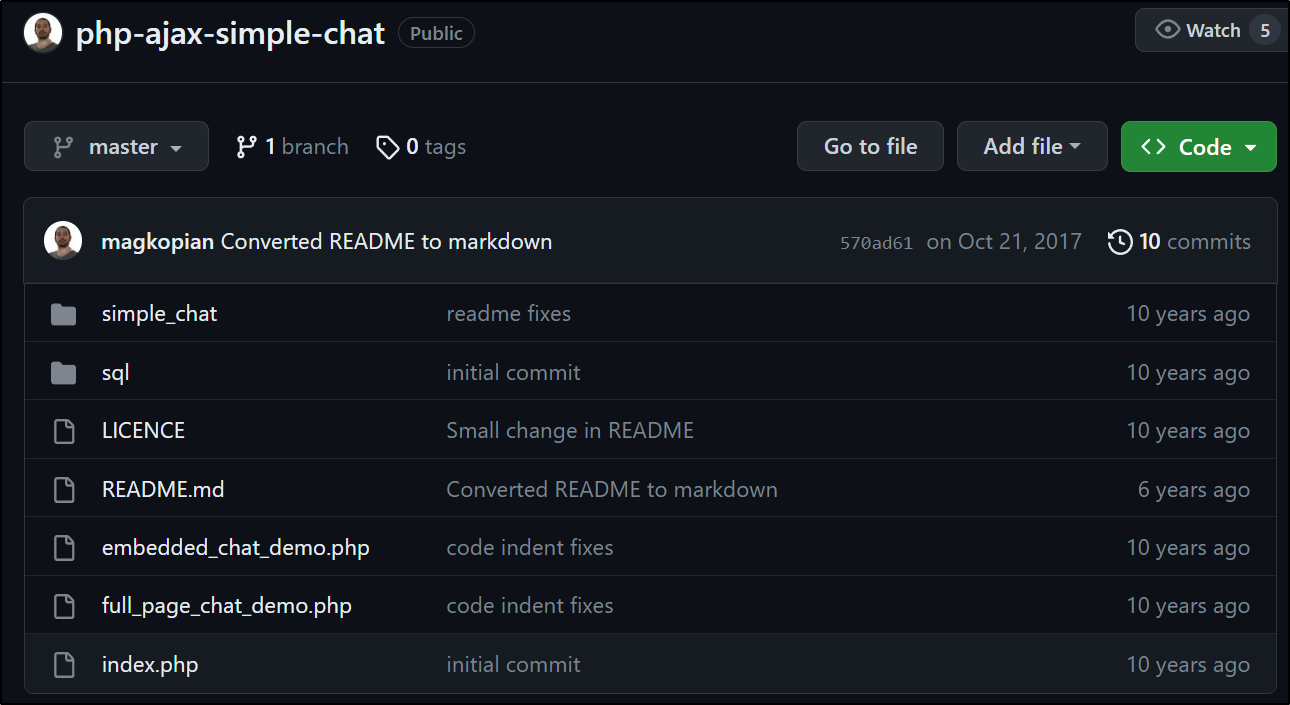 php-ajax-simple-chat Public Watch 5
master 1 branch 0 tags Go to file Add file Code
magkopian Converted README to markdown 570ad61 on Oct 21, 2017 10 commits
simple_chat readme fixes 10 years ago
sql initial commit 10 years ago
LICENCE Small change in README 10 years ago
README.md Converted README to markdown 6 years ago
embedded_chat_demo.php code indent fixes 10 years ago
full_page_chat_demo.php code indent fixes 10 years ago
index.php initial commit 10 years ago